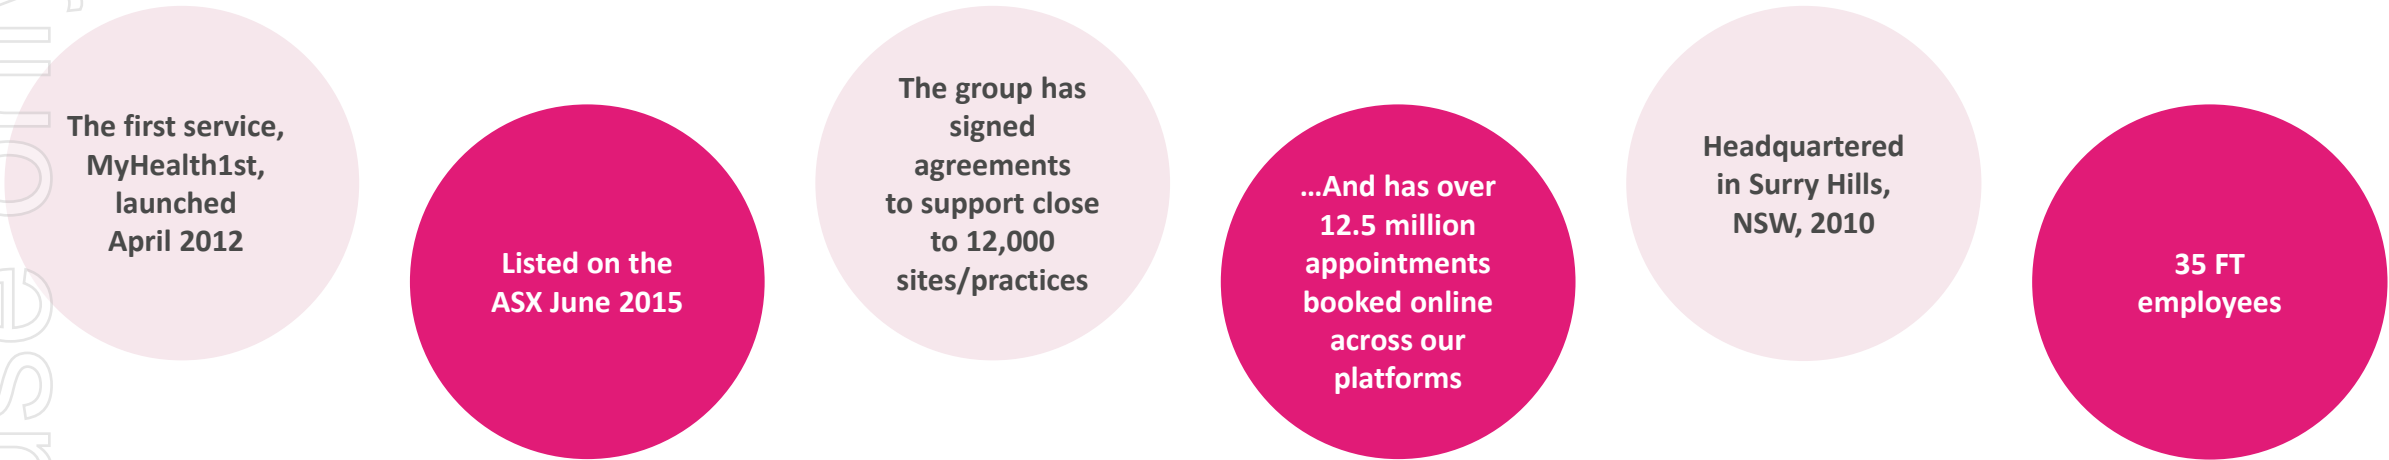 The first service,
MyHealth1st,
launched
April 2012
Listed on the
ASX June 2015
The group has
signed
agreements
to support close
to 12,000
sites/practices
...And has over
12.5 million
appointments
booked online
across our
platforms
Headquartered
in Surry Hills,
NSW, 2010
35 FT
employees